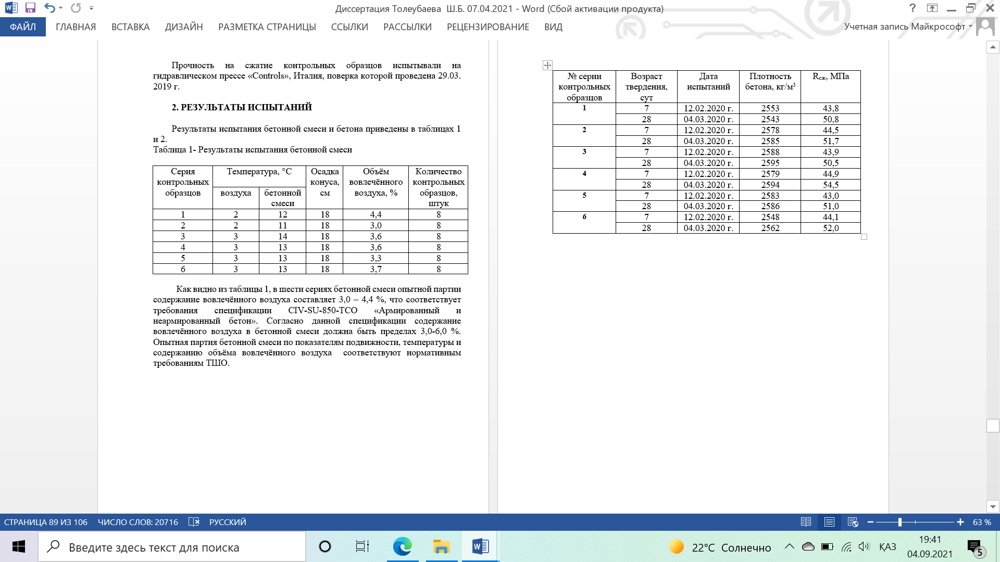 Диссертация Толеубаева Ш.Б. 07.04.2021 - Word (Сбой активации продукта)
ФАЙЛ ГЛАВНАЯ ВСТАВКА ДИЗАЙН РАЗМЕТКА СТРАНИЦЫ ССЫЛКИ РАССЫЛКИ РЕЦЕНЗИРОВАНИЕ ВИД Учетная запись Майкрософт
Прочность на сжатие контрольных образцов испытывали на
гидравлическом прессе «Controls», Италия, поверка которой проведена 29.03.
2019 г.
2. РЕЗУЛЬТАТЫ ИСПЫТАНИЙ
Результаты испытания бетонной смеси и бетона приведены в таблицах 1
и 2.
Таблица 1- Результаты испытания бетонной смеси
Серия контрольных образцов Температура, °С Осадка конуса, см Объём вовлечённого воздуха, % Количество контрольных образцов, штук
воздуха бетонной смеси
1 2 12 18 4,4 8
2 2 11 18 3,0 8
3 3 14 18 3,6 8
4 3 13 18 3,6 8
5 3 13 18 3,3 8
6 3 13 18 3,7 8
Как видно из таблицы 1, в шести сериях бетонной смеси опытной партии
содержание вовлечённого воздуха составляет 3,0 – 4,4 %, что соответствует
требования спецификации CIV-SU-850-TCO «Армированный и
неармированный бетон». Согласно данной спецификации содержание
вовлечённого воздуха в бетонной смеси должна быть пределах 3,0-6,0 %.
Опытная партия бетонной смеси по показателям подвижности, температуры и
содержанию объёма вовлечённого воздуха соответствуют нормативным
требованиям ТШО.
№ серии контрольных образцов Возраст твердения, сут Дата испытаний Плотность бетона, кг/м³ Rсж, МПа
1 7 12.02.2020 г. 2553 43,8
28 04.03.2020 г. 2543 50,8
2 7 12.02.2020 г. 2578 44,5
28 04.03.2020 г. 2585 51,7
3 7 12.02.2020 г. 2588 43,9
28 04.03.2020 г. 2595 50,5
4 7 12.02.2020 г. 2579 44,9
28 04.03.2020 г. 2594 54,5
5 7 12.02.2020 г. 2583 43,0
28 04.03.2020 г. 2586 51,0
6 7 12.02.2020 г. 2548 44,1
28 04.03.2020 г. 2562 52,0
СТРАНИЦА 89 ИЗ 106 ЧИСЛО СЛОВ: 20716 РУССКИЙ 63 %
Введите здесь текст для поиска 22°C Солнечно ҚАЗ 19:41
04.09.2021 5